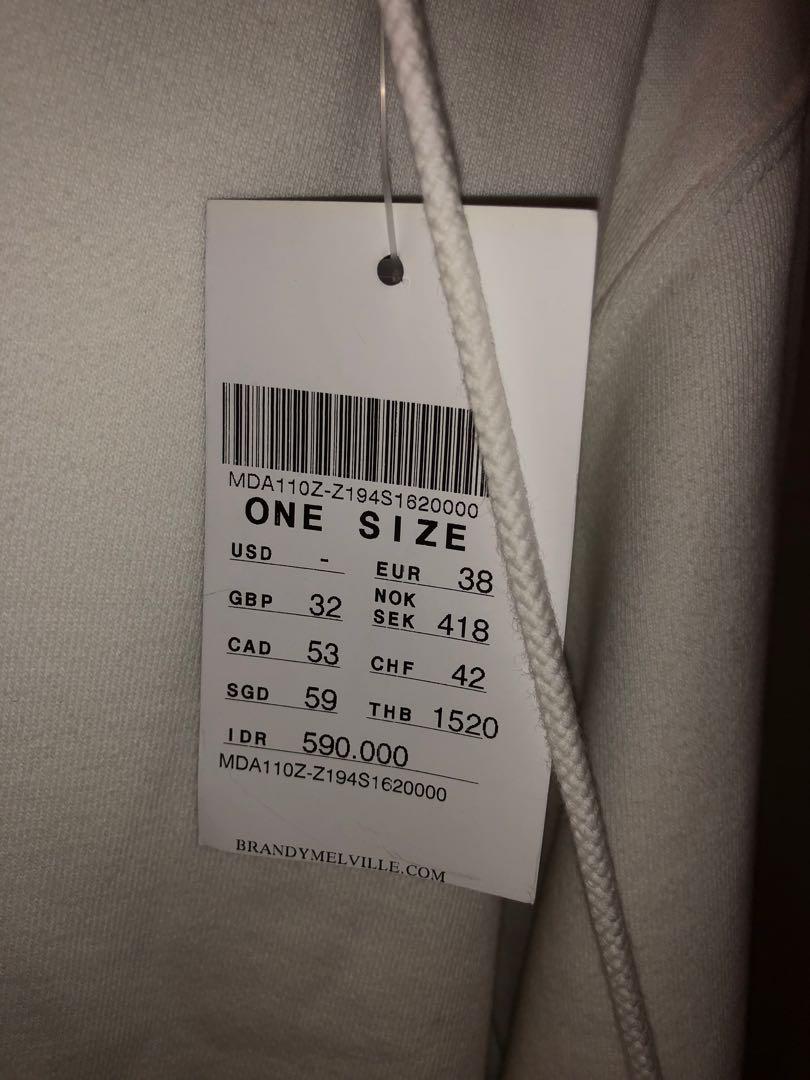 MDA110Z-Z194S1620000
ONE SIZE
USD - EUR 38
GBP 32 NOK SEK 418
CAD 53 CHF 42
SGD 59 THB 1520
IDR 590.000
MDA110Z-Z194S1620000
BRANDYMELVILLE.COM